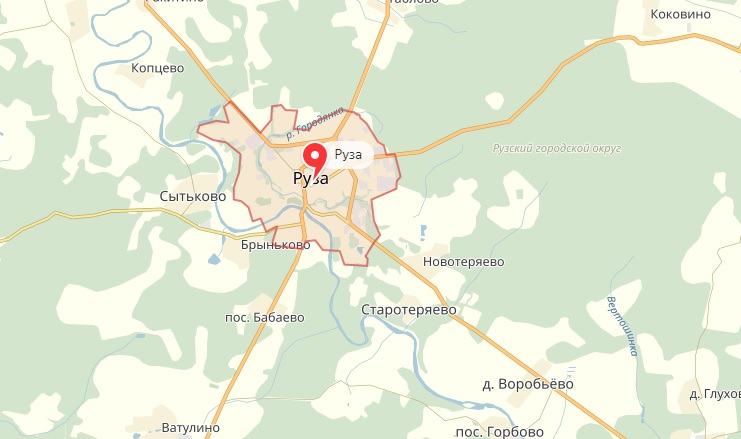 Коковино
Копцево
р. Городянка
Руза
Рузский городской округ
Руза
Сытьково
Брыньково
Новотеряево
Старотеряево
пос. Бабаево
Вертошинка
д. Воробьёво
д. Глухов
Ватулино
пос. Горбово